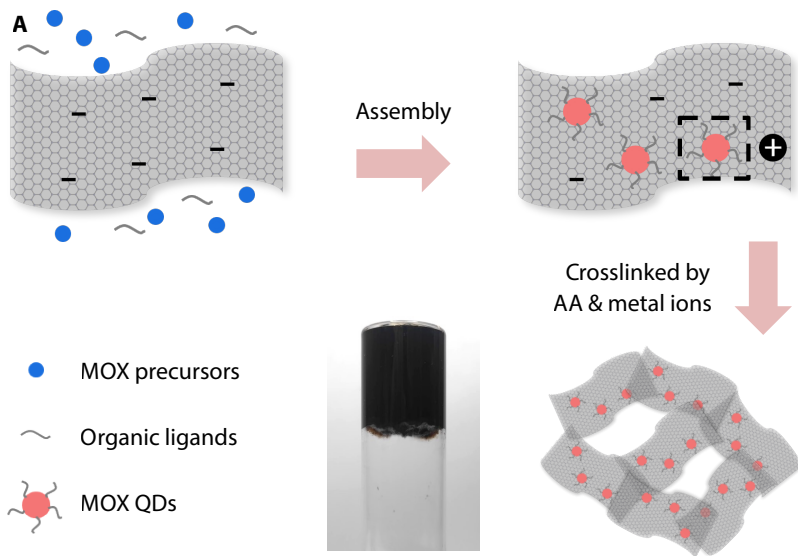 A
Assembly
+
Crosslinked by
AA & metal ions
MOX precursors
Organic ligands
MOX QDs